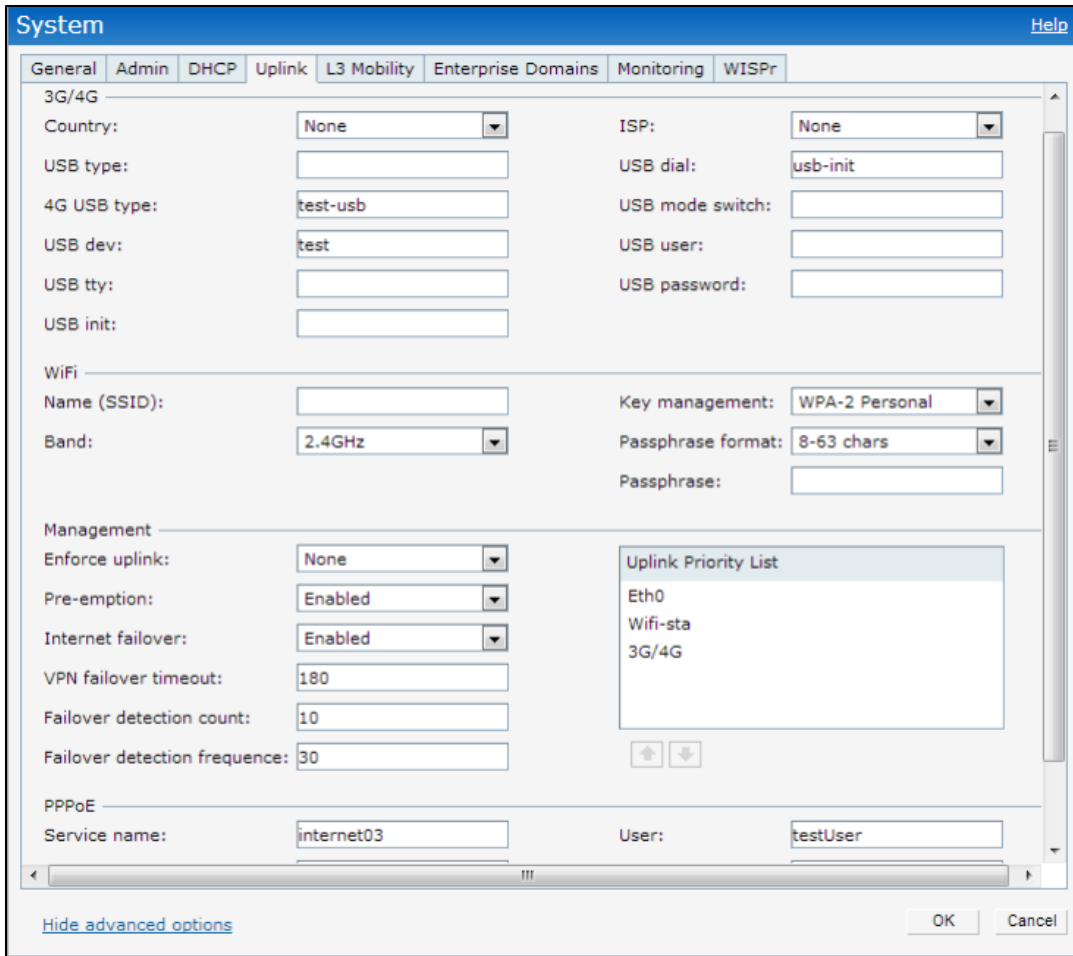 System Help
General Admin DHCP Uplink L3 Mobility Enterprise Domains Monitoring WISPr
3G/4G
Country: None ISP: None
USB type: USB dial: usb-init
4G USB type: test-usb USB mode switch:
USB dev: test USB user:
USB tty: USB password:
USB init:
WiFi
Name (SSID): Key management: WPA-2 Personal
Band: 2.4GHz Passphrase format: 8-63 chars
Passphrase:
Management
Enforce uplink: None Uplink Priority List
Pre-emption: Enabled Eth0
Wifi-sta
Internet failover: Enabled 3G/4G
VPN failover timeout: 180
Failover detection count: 10
Failover detection frequence: 30
PPPoE
Service name: internet03 User: testUser
Hide advanced options OK Cancel